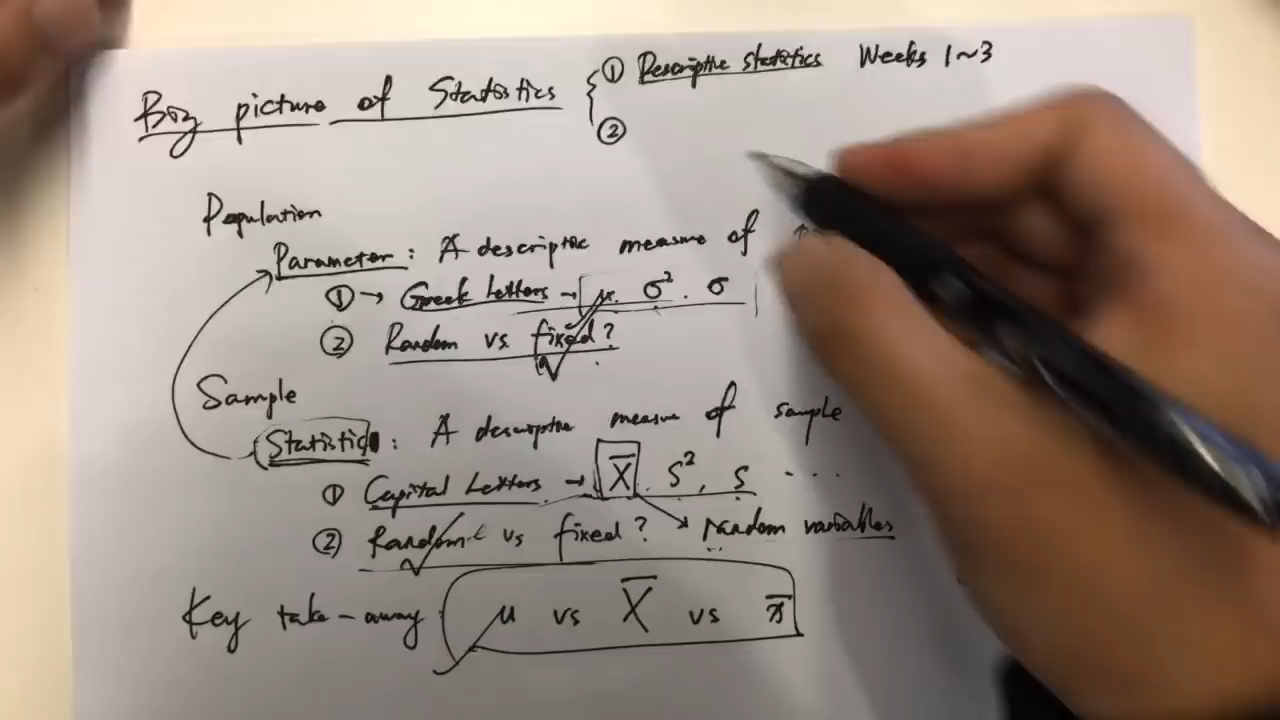 Big picture of Statistics
① Descriptive statistics Weeks 1~3
②
Population
Parameter: A descriptive measure of
① → Greek Letters → μ. σ². σ
② Random vs fixed?
Sample
Statistic: A descriptive measure of sample
① Capital Letters → X̅. S², S ....
② Random vs fixed? random variables
Key take-away μ vs X̅ vs x̅